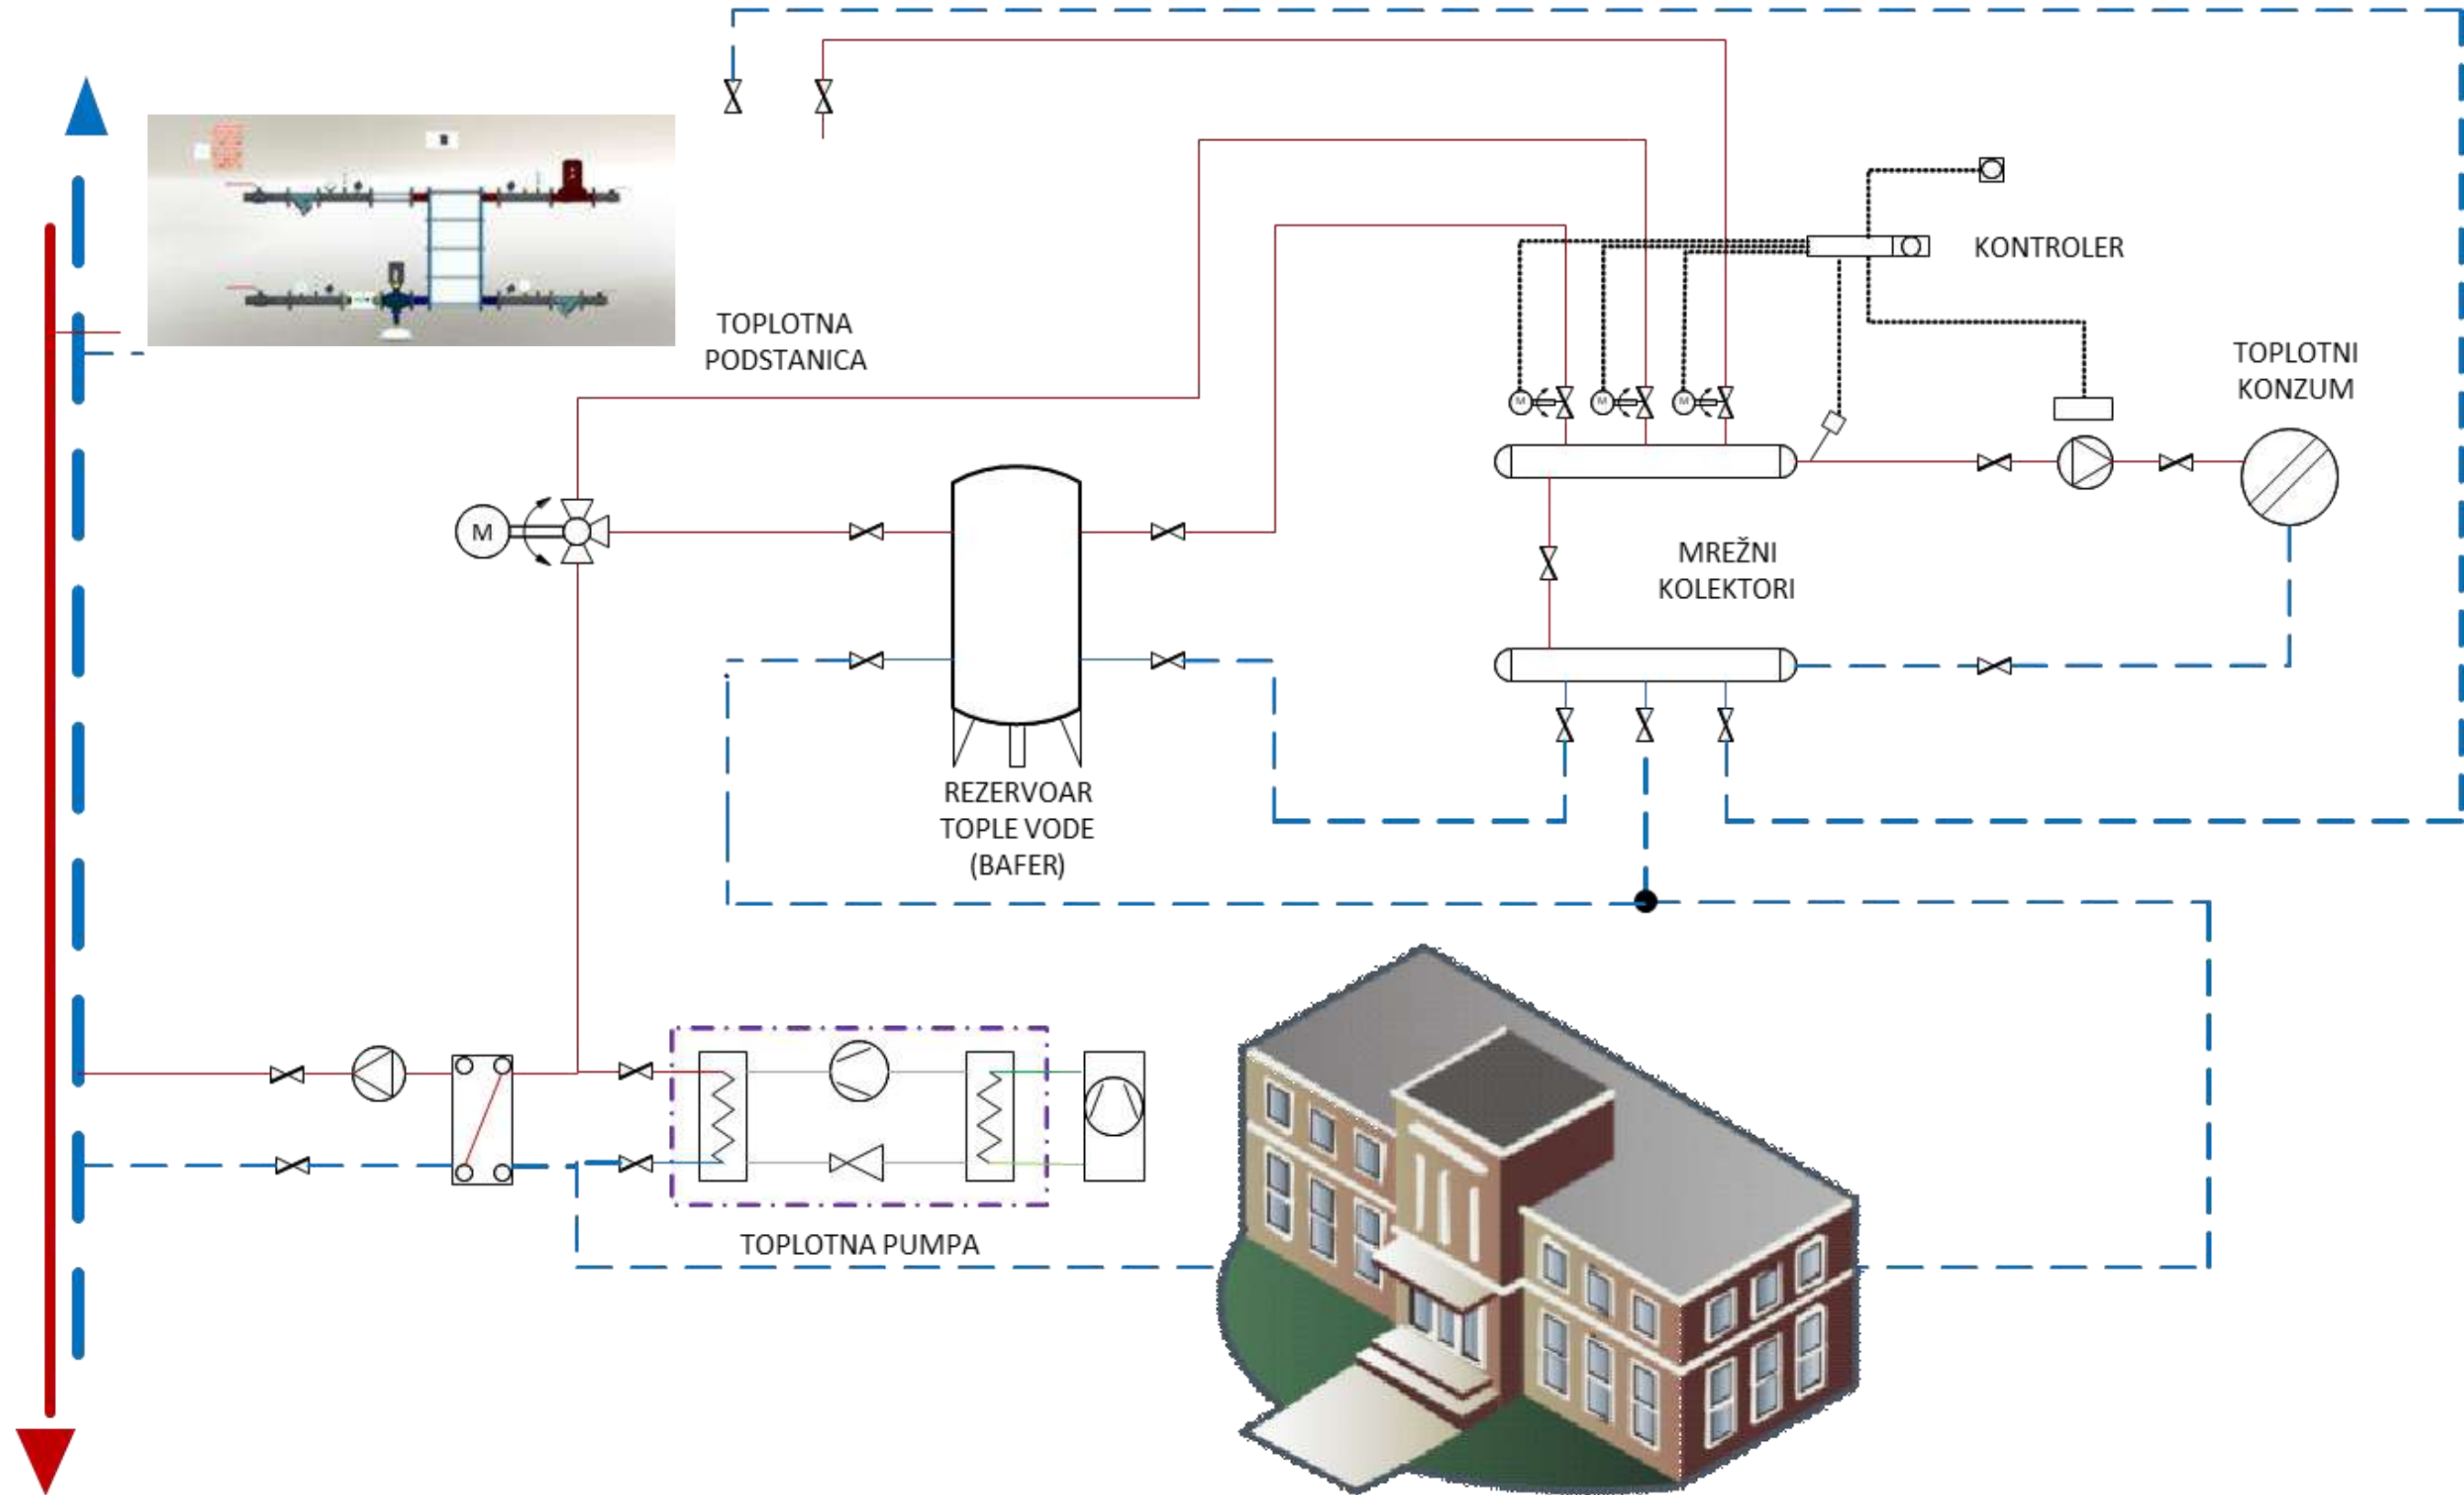 KONTROLER
TOPLOTNA
PODSTANICA
TOPLOTNI
KONZUM
M
M
M
M
MREŽNI
KOLEKTORI
REZERVOAR
TOPLE VODE
(BAFER)
TOPLOTNA PUMPA